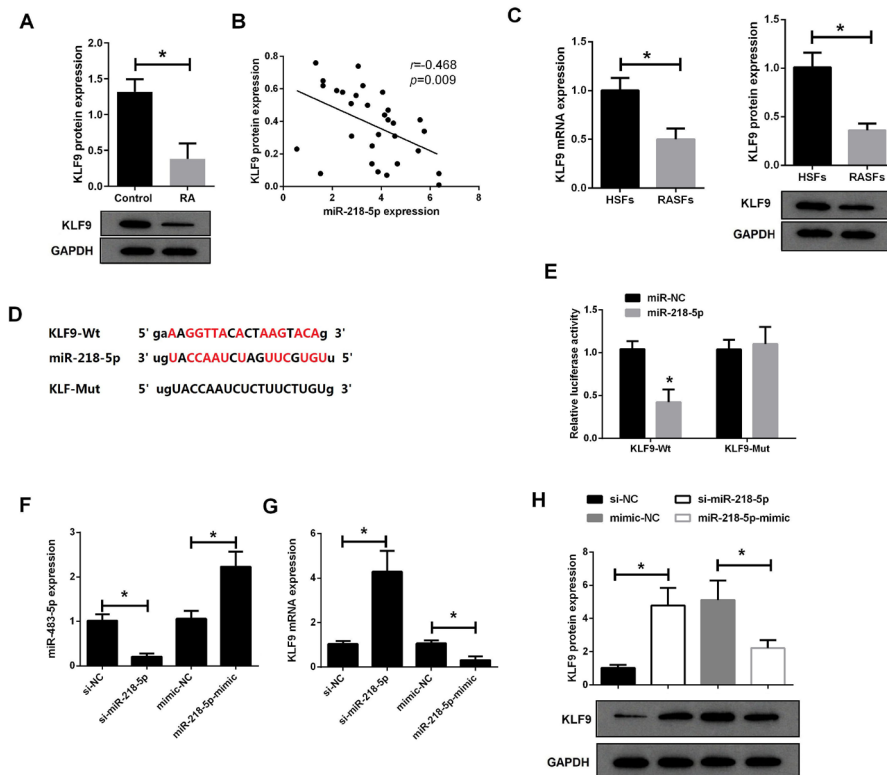 A
KLF9 protein expression
1.5
1.0
0.5
0.0
*
Control RA
KLF9
GAPDH
B
KLF9 protein expression
0.8
0.6
0.4
0.2
0.0
r=-0.468
p=0.009
0 2 4 6 8
miR-218-5p expression
C
KLF9 mRNA expression
1.5
1.0
0.5
0.0
*
HSFs RASFs
KLF9 protein expression
1.5
1.0
0.5
0.0
*
HSFs RASFs
KLF9
GAPDH
D
KLF9-Wt 5' gaAAGGTTACACTAAGTACAg 3'
miR-218-5p 3' ugUACCAAUCUAGUUCGUGUu 5'
KLF-Mut 5' ugUACCAAUCUCUUCUGUg 3'
E
miR-NC
miR-218-5p
Relative luciferase activity
1.5
1.0
0.5
0.0
*
KLF9-Wt KLF9-Mut
F
miR-483-5p expression
3
2
1
0
*
*
si-NC
si-miR-218-5p
mimic-NC
miR-218-5p-mimic
G
KLF9 mRNA expression
6
4
2
0
*
*
si-NC
si-miR-218-5p
mimic-NC
miR-218-5p-mimic
H
si-NC si-miR-218-5p
mimic-NC miR-218-5p-mimic
KLF9 protein expression
8
6
4
2
0
*
*
KLF9
GAPDH